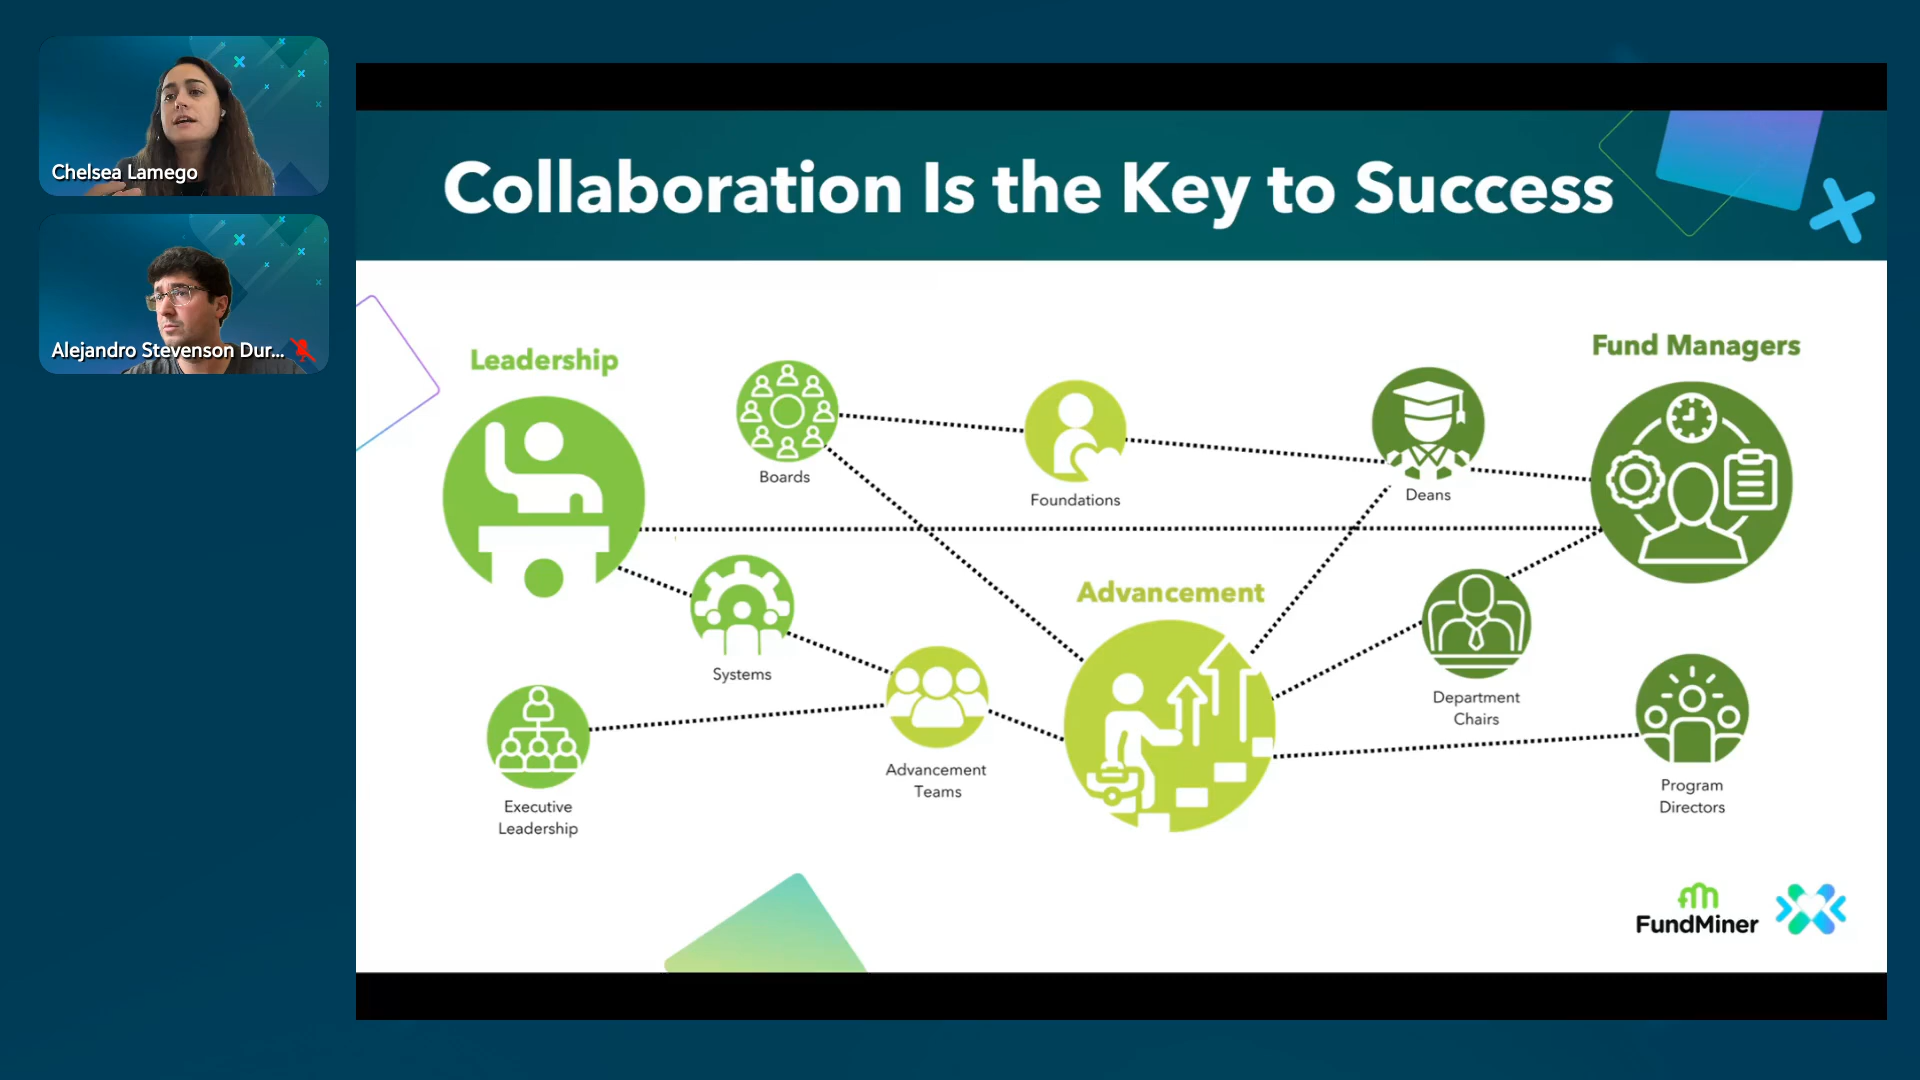 Chelsea Lamego
Alejandro Stevenson Dur...
Collaboration Is the Key to Success
Leadership
Boards
Foundations
Deans
Fund Managers
Systems
Advancement
Executive
Leadership
Advancement
Teams
Department
Chairs
Program
Directors
FundMiner